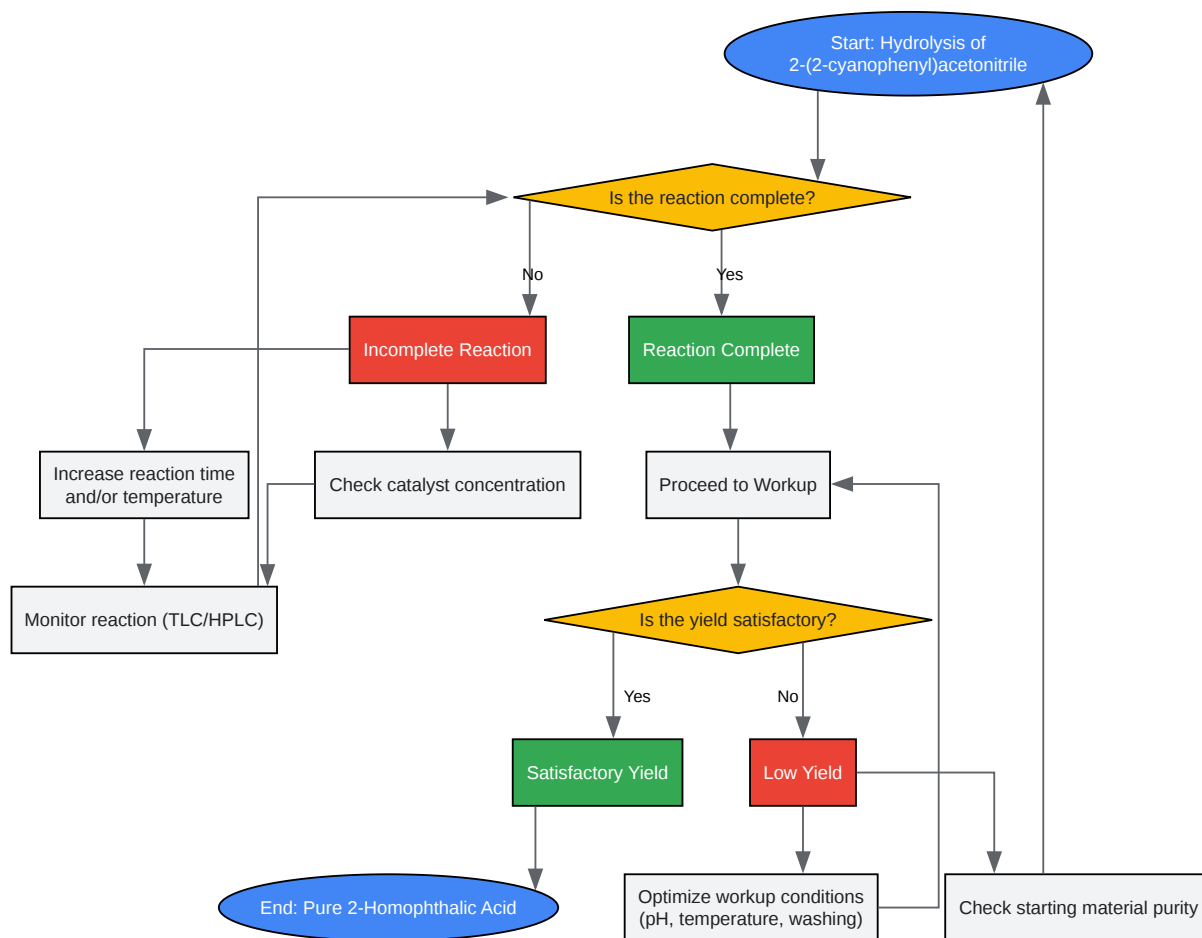 Start: Hydrolysis of
2-(2-cyanophenyl)acetonitrile
Is the reaction complete?
No
Yes
Incomplete Reaction
Reaction Complete
Increase reaction time
and/or temperature
Check catalyst concentration
Proceed to Workup
Monitor reaction (TLC/HPLC)
Is the yield satisfactory?
Yes
No
Satisfactory Yield
Low Yield
End: Pure 2-Homophthalic Acid
Optimize workup conditions
(pH, temperature, washing)
Check starting material purity